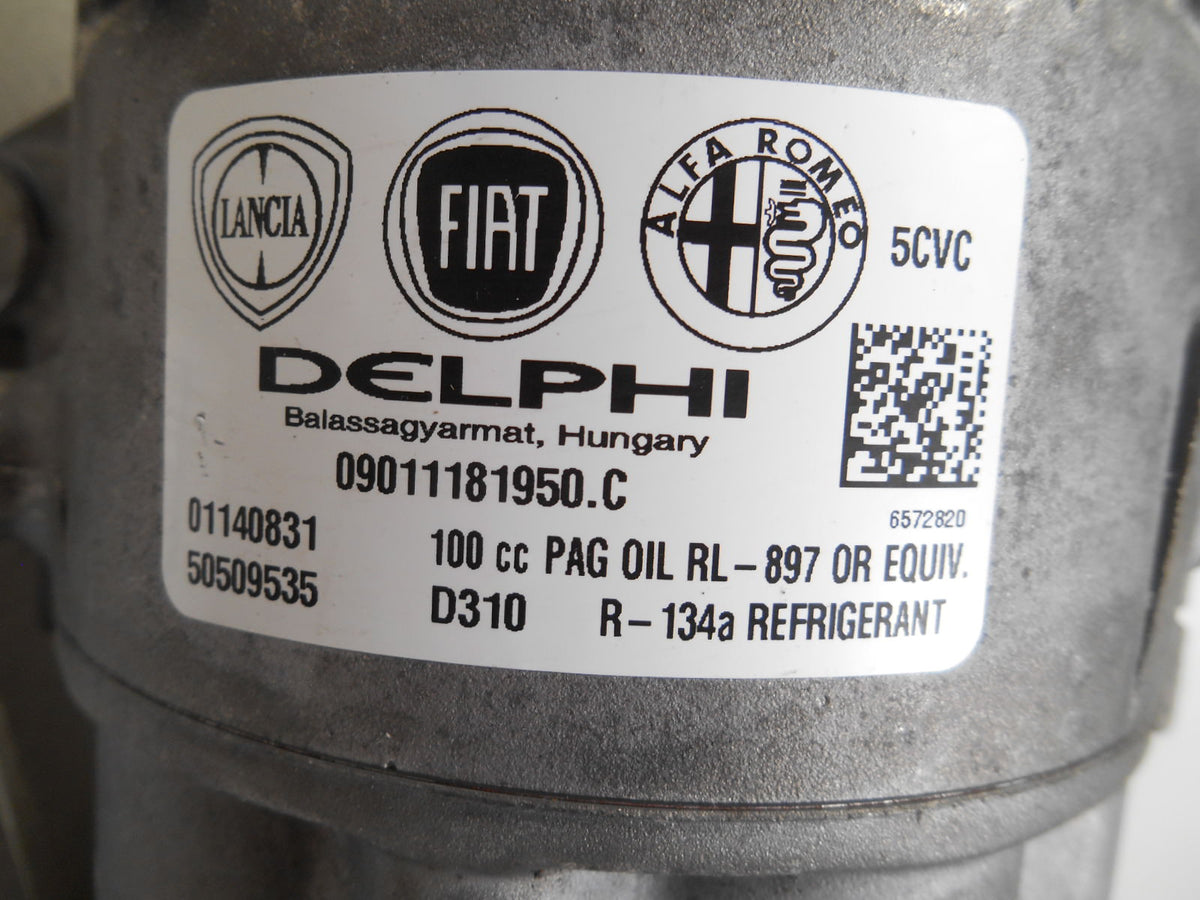 LANCIA
FIAT
ALFA ROMEO
5CVC
DELPHI
Balassagyarmat, Hungary
09011181950.C
6572820
01140831
100 cc PAG OIL RL-897 OR EQUIV.
50509535
D310 R-134a REFRIGERANT